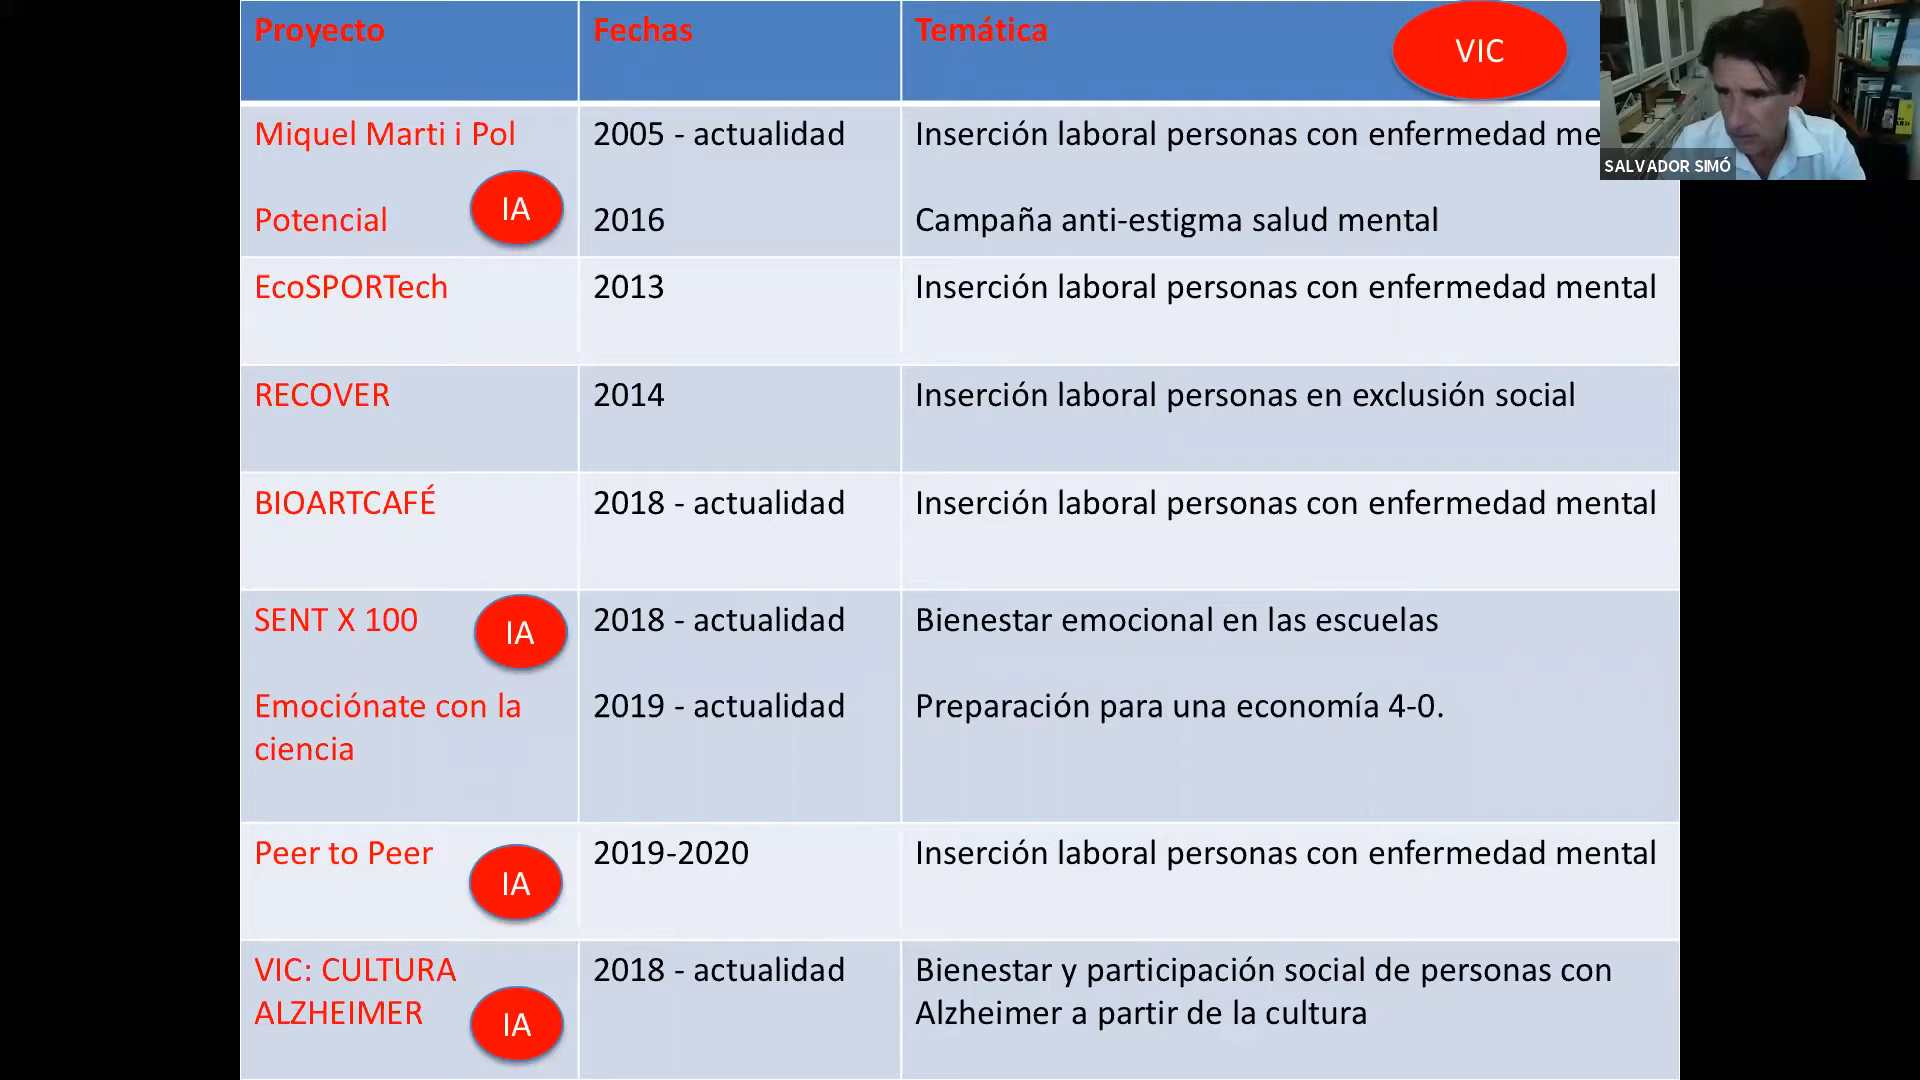 Proyecto Fechas Temática VIC
SALVADOR SIMÓ
Miquel Marti i Pol 2005 - actualidad Inserción laboral personas con enfermedad
IA
Potencial 2016 Campaña anti-estigma salud mental
EcoSPORTech 2013 Inserción laboral personas con enfermedad mental
RECOVER 2014 Inserción laboral personas en exclusión social
BIOARTCAFÉ 2018 - actualidad Inserción laboral personas con enfermedad mental
SENT X 100 IA 2018 - actualidad Bienestar emocional en las escuelas
Emociónate con la 2019 - actualidad Preparación para una economía 4-0.
ciencia
Peer to Peer 2019-2020 Inserción laboral personas con enfermedad mental
IA
VIC: CULTURA 2018 - actualidad Bienestar y participación social de personas con
ALZHEIMER IA Alzheimer a partir de la cultura